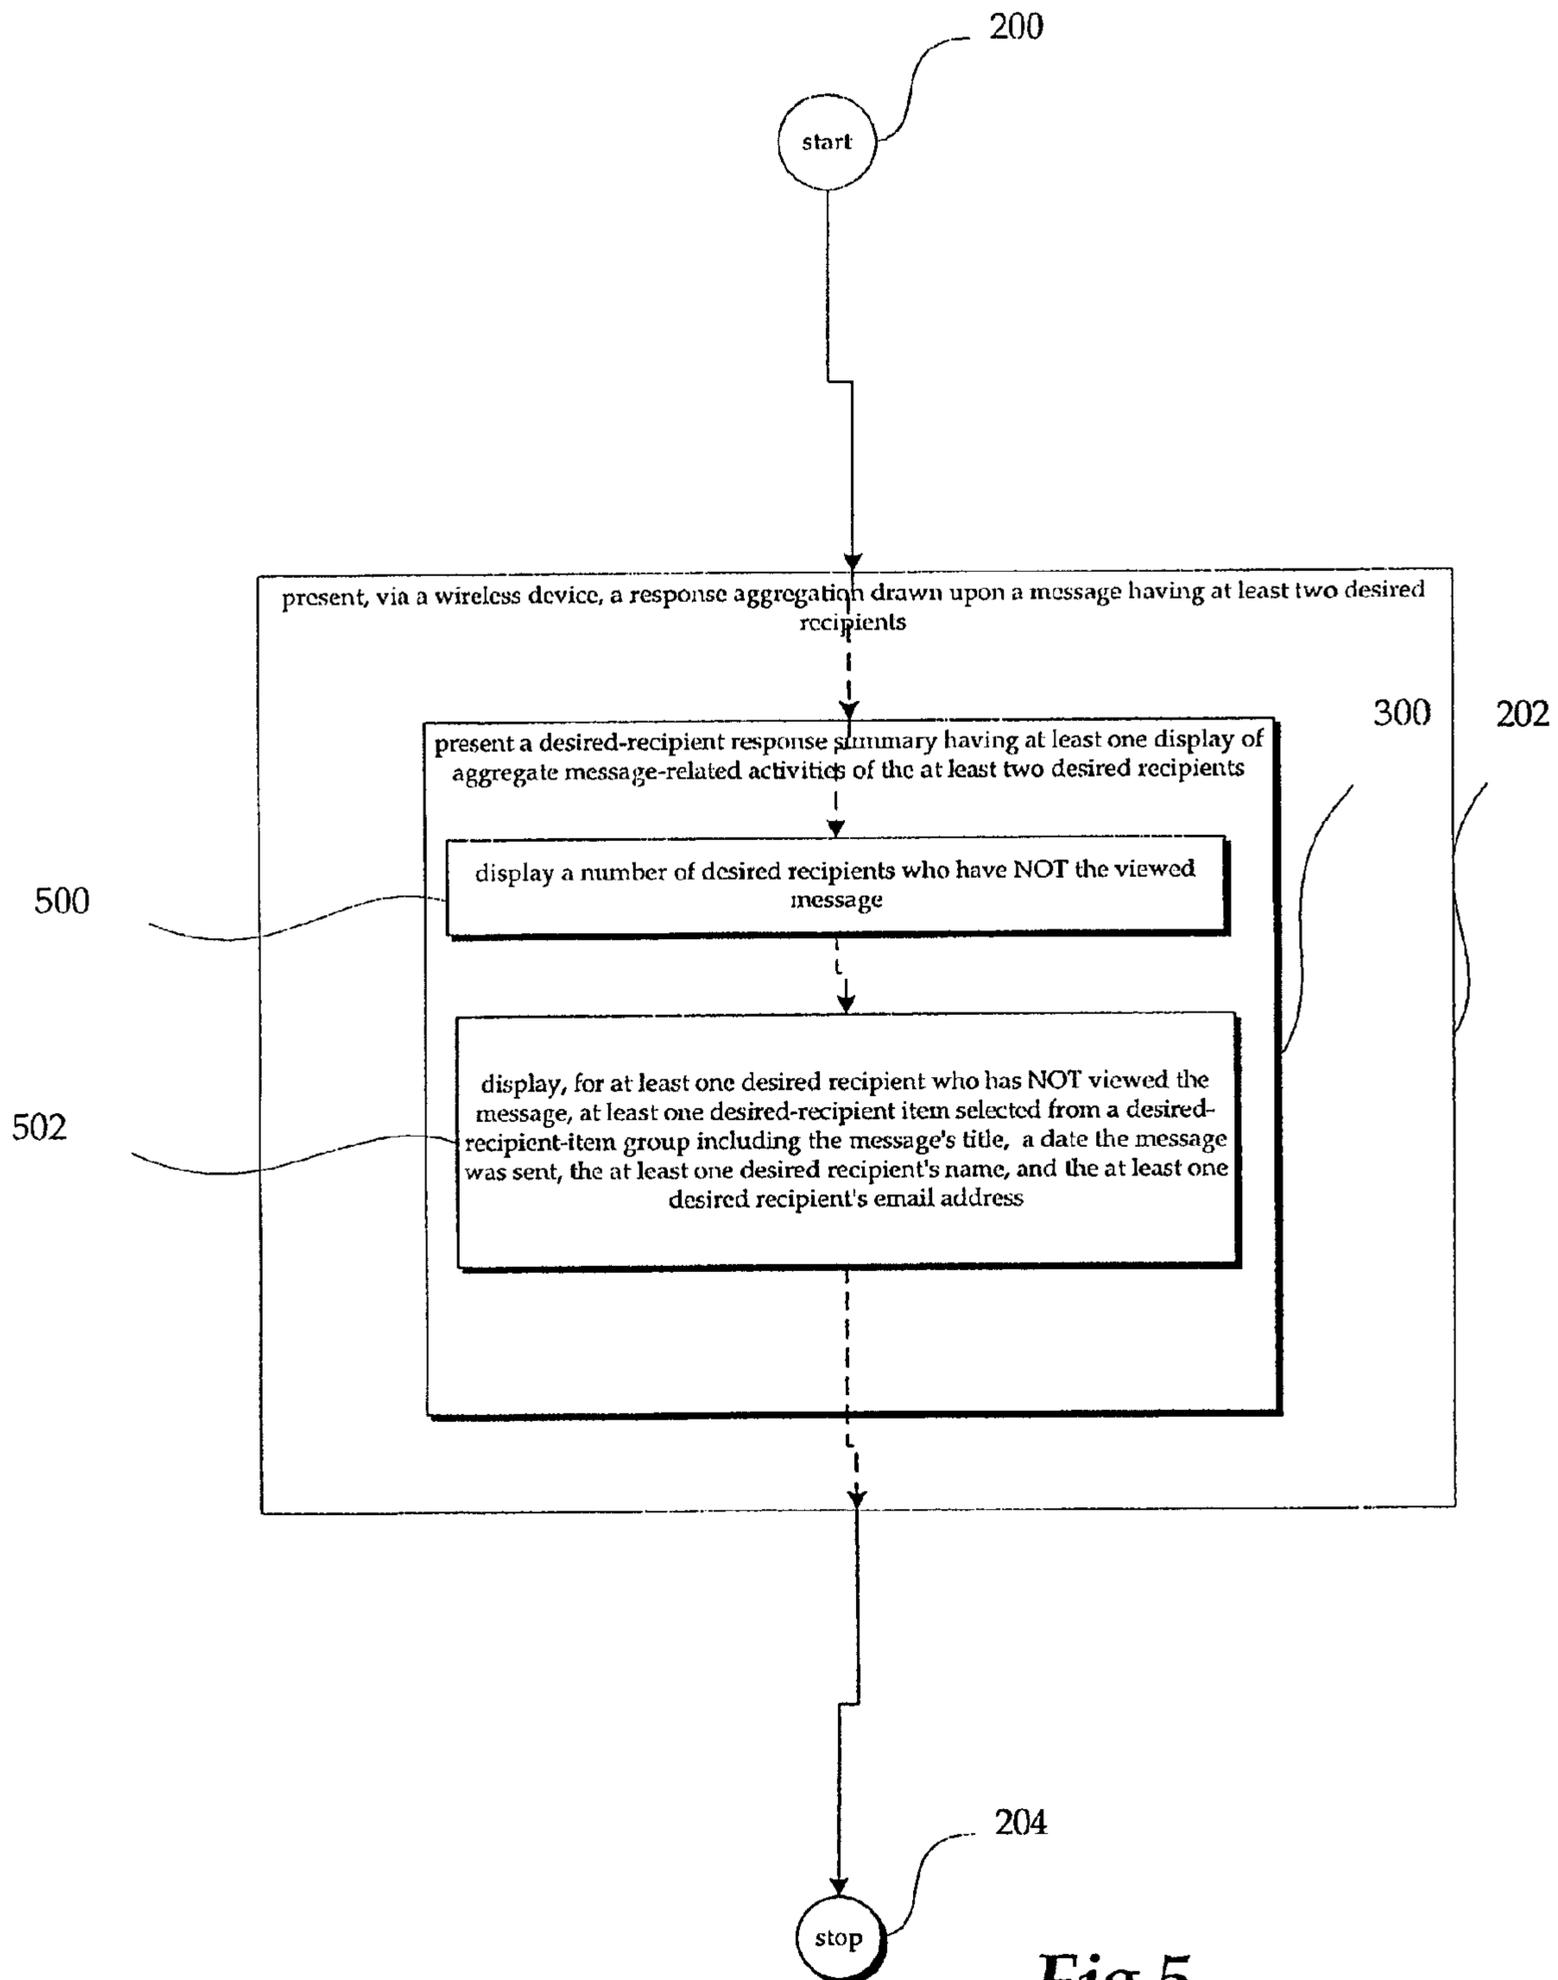 200
start
present, via a wireless device, a response aggregation drawn upon a message having at least two desired
recipients
300
202
present a desired-recipient response summary having at least one display of
aggregate message-related activities of the at least two desired recipients
display a number of desired recipients who have NOT the viewed
message
500
display, for at least one desired recipient who has NOT viewed the
message, at least one desired-recipient item selected from a desired-
recipient-item group including the message's title, a date the message
was sent, the at least one desired recipient's name, and the at least one
desired recipient's email address
502
204
stop
Fig 5